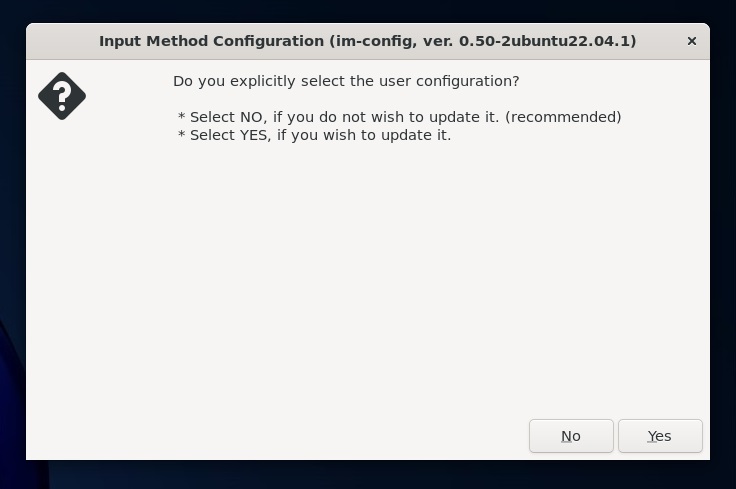 Input Method Configuration (im-config, ver. 0.50-2ubuntu22.04.1)
Do you explicitly select the user configuration?
* Select NO, if you do not wish to update it. (recommended)
* Select YES, if you wish to update it.
No
Yes